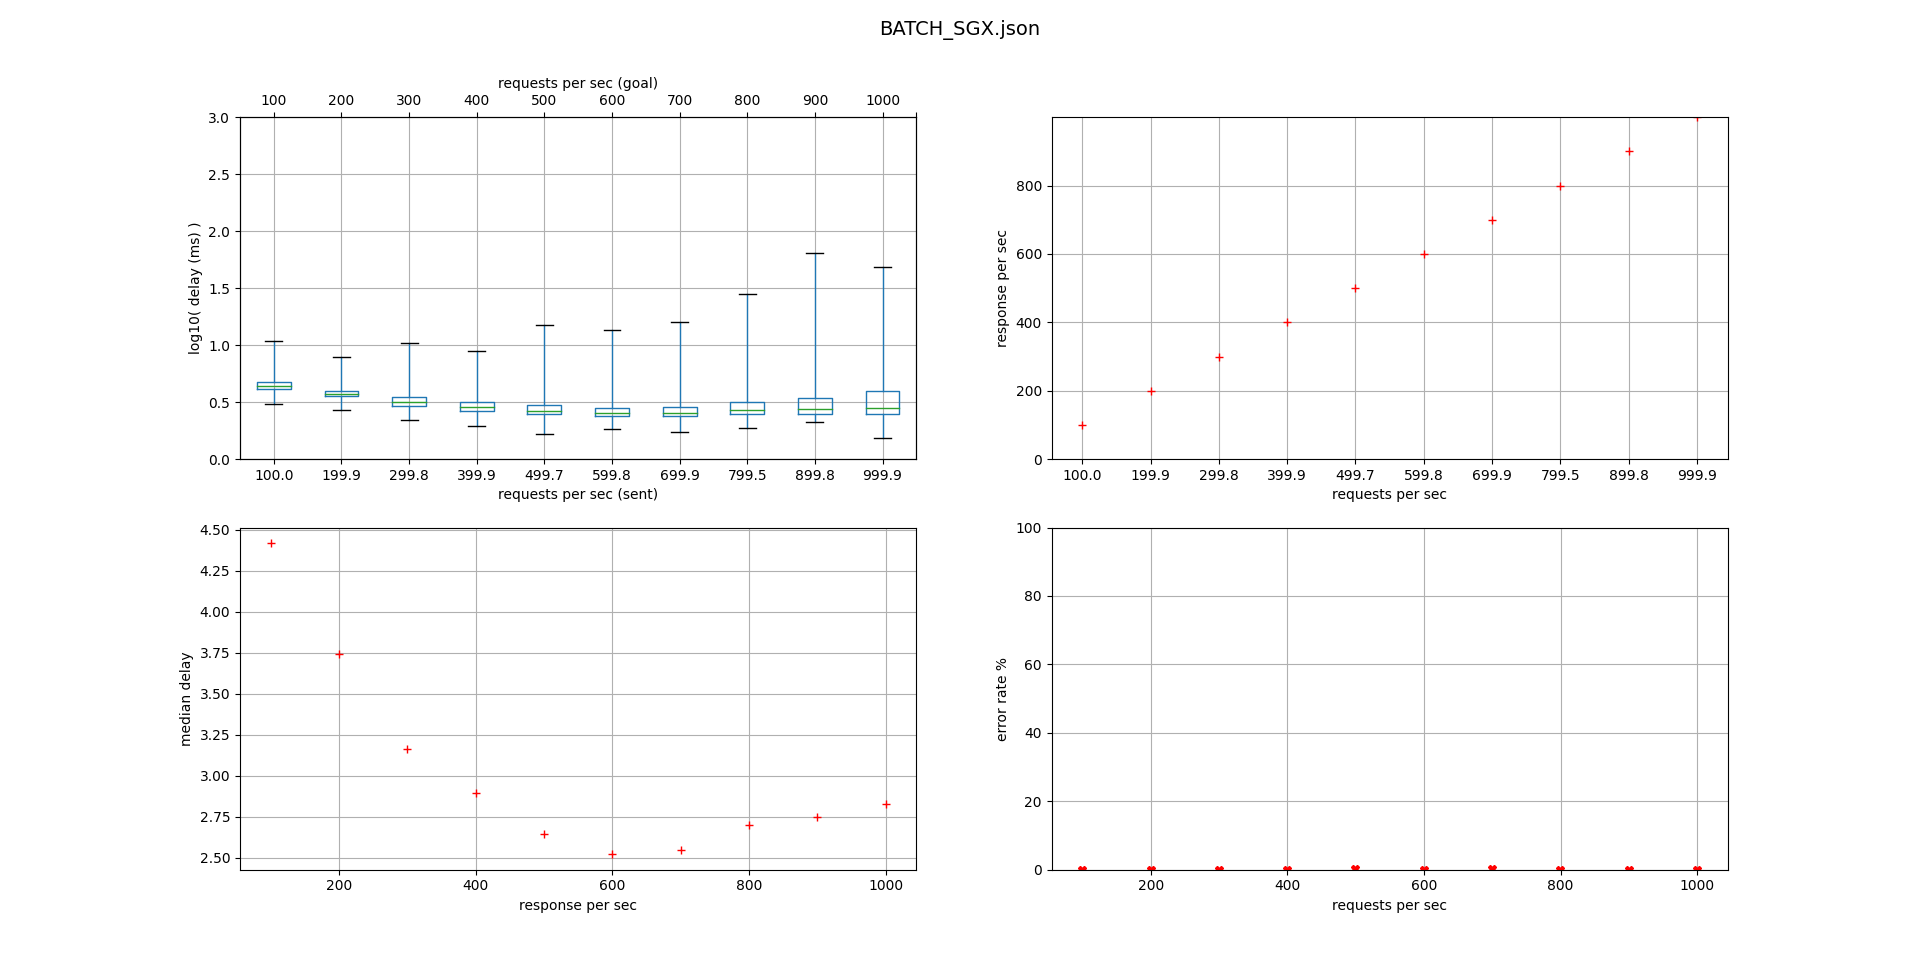 BATCH_SGX.json
requests per sec (goal)
100 200 300 400 500 600 700 800 900 1000
3.0
2.5
2.0
1.5
1.0
0.5
0.0
log10( delay (ms) )
100.0 199.9 299.8 399.9 499.7 599.8 699.9 799.5 899.8 999.9
requests per sec (sent)
800
600
400
200
0
response per sec
100.0 199.9 299.8 399.9 499.7 599.8 699.9 799.5 899.8 999.9
requests per sec
4.50
4.25
4.00
3.75
3.50
3.25
3.00
2.75
2.50
median delay
200 400 600 800 1000
response per sec
100
80
60
40
20
0
error rate %
200 400 600 800 1000
requests per sec